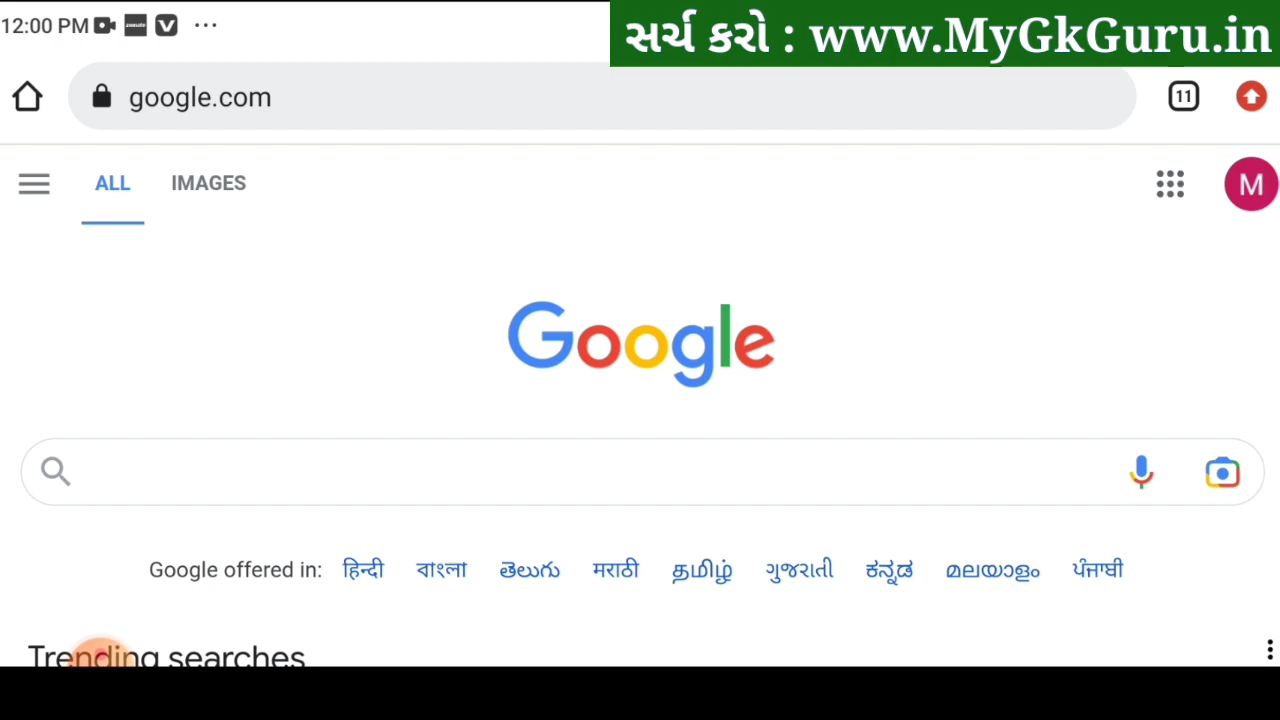 12:00 PM
સર્ચ કરો : www.MyGkGuru.in
google.com
11
ALL IMAGES
M
Google
Google offered in: हिन्दी বাংলা తెలుగు मराठी தமிழ் ગુજરાતી ಕನ್ನಡ മലയാളം ਪੰਜਾਬੀ
Trending searches